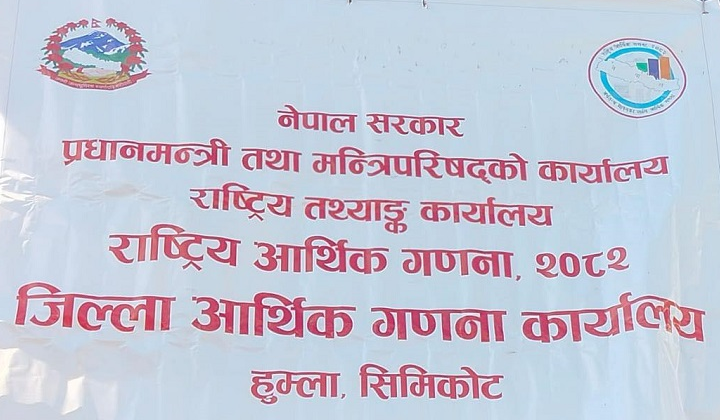 नेपाल सरकार
प्रधानमन्त्री तथा मन्त्रिपरिषद्को कार्यालय
राष्ट्रिय तथ्याङ्क कार्यालय
राष्ट्रिय आर्थिक गणना, २०८२
जिल्ला आर्थिक गणना कार्यालय
हुम्ला, सिमिकोट